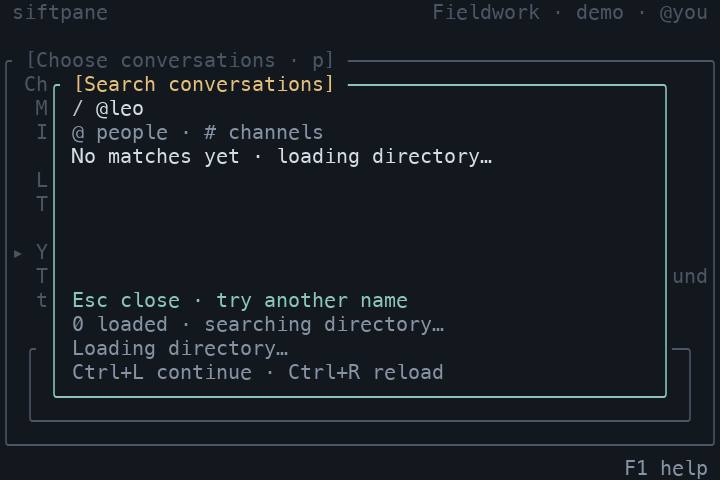 siftpane Fieldwork · demo · @you
[Choose conversations · p]
Ch [Search conversations]
M / @leo
I @ people · # channels
No matches yet · loading directory…
L
T
▸ Y
T und
t Esc close · try another name
0 loaded · searching directory…
Loading directory…
Ctrl+L continue · Ctrl+R reload
F1 help